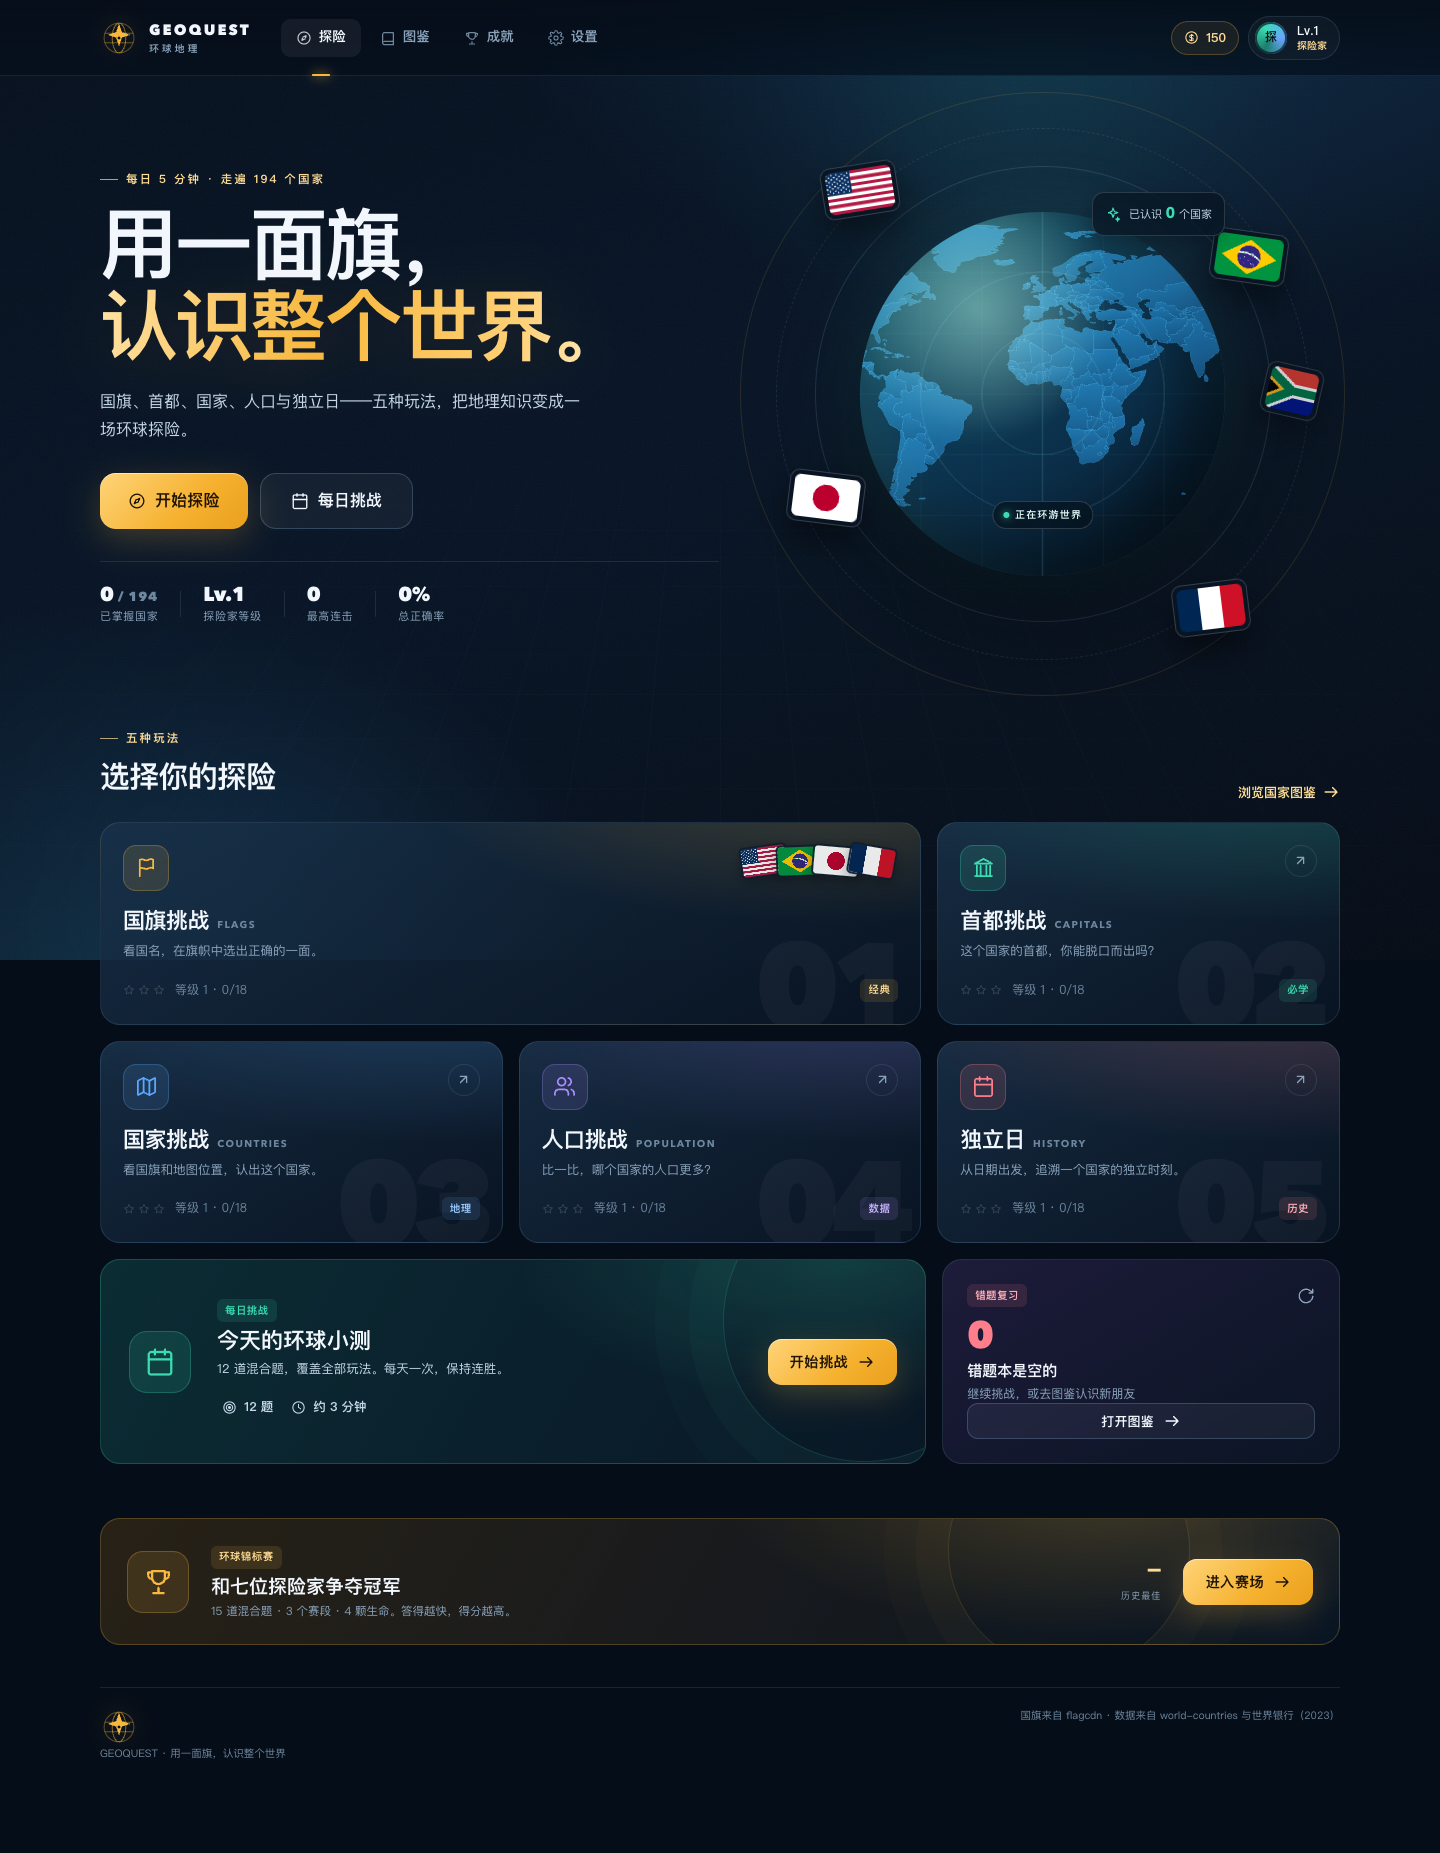 GEOQUEST
环球地理
探险
图鉴
成就
设置
150
探
Lv.1
探险家
每日 5 分钟 · 走遍 194 个国家
用一面旗，
认识整个世界。
国旗、首都、国家、人口与独立日——五种玩法，把地理知识变成一
场环球探险。
开始探险
每日挑战
0 / 194
已掌握国家
Lv.1
探险家等级
0
最高连击
0%
总正确率
已认识 0 个国家
正在环游世界
五种玩法
选择你的探险
浏览国家图鉴
国旗挑战 FLAGS
看国名，在旗帜中选出正确的一面。
等级 1 · 0/18
01
经典
首都挑战 CAPITALS
这个国家的首都，你能脱口而出吗？
等级 1 · 0/18
02
必学
国家挑战 COUNTRIES
看国旗和地图位置，认出这个国家。
等级 1 · 0/18
03
地理
人口挑战 POPULATION
比一比，哪个国家的人口更多？
等级 1 · 0/18
04
数据
独立日 HISTORY
从日期出发，追溯一个国家的独立时刻。
等级 1 · 0/18
05
历史
每日挑战
今天的环球小测
12 道混合题，覆盖全部玩法。每天一次，保持连胜。
12 题
约 3 分钟
开始挑战
错题复习
0
错题本是空的
继续挑战，或去图鉴认识新朋友
打开图鉴
环球锦标赛
和七位探险家争夺冠军
15 道混合题 · 3 个赛段 · 4 颗生命。答得越快，得分越高。
–
历史最佳
进入赛场
GEOQUEST · 用一面旗，认识整个世界
国旗来自 flagcdn · 数据来自 world-countries 与世界银行（2023）